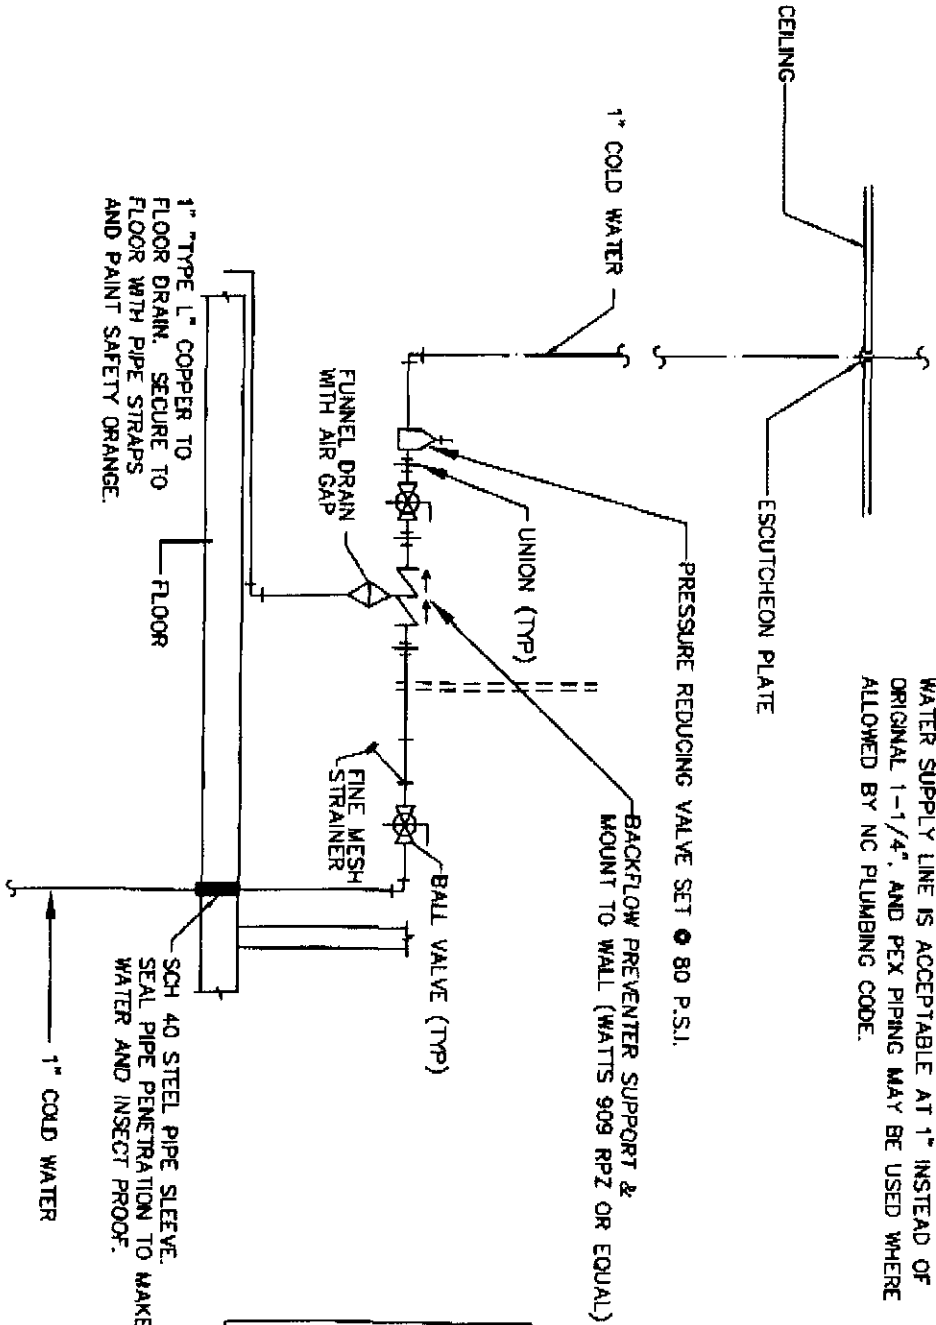 WATER SUPPLY LINE IS ACCEPTABLE AT 1" INSTEAD OF
ORIGINAL 1-1/4", AND PEX PIPING MAY BE USED WHERE
ALLOWED BY NC PLUMBING CODE.
CEILING
ESCUTCHEON PLATE
1" COLD WATER
PRESSURE REDUCING VALVE SET @ 80 P.S.I.
UNION (TYP)
BACKFLOW PREVENTER SUPPORT &
MOUNT TO WALL (WATTS 909 RPZ OR EQUAL)
FUNNEL DRAIN
WITH AIR GAP
FINE MESH
STRAINER
BALL VALVE (TYP)
1" "TYPE L" COPPER TO
FLOOR DRAIN. SECURE TO
FLOOR WITH PIPE STRAPS
AND PAINT SAFETY ORANGE.
FLOOR
SCH 40 STEEL PIPE SLEEVE.
SEAL PIPE PENETRATION TO MAKE
WATER AND INSECT PROOF.
1" COLD WATER